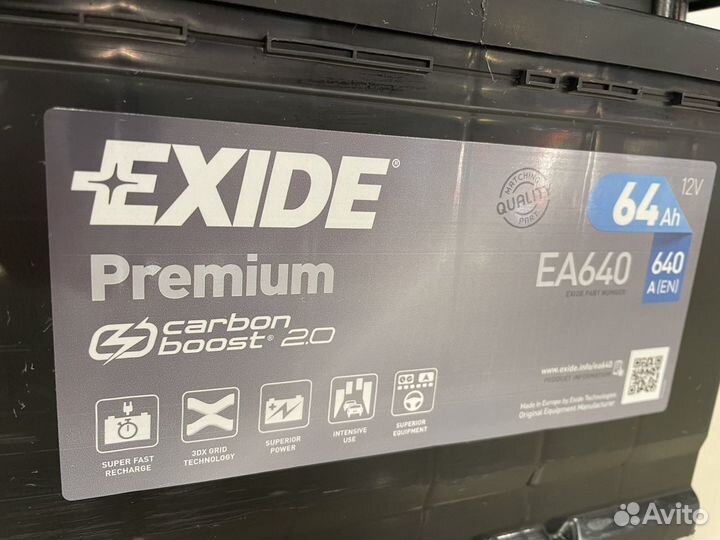 EXIDE®
Premium
carbon
boost® 2.0
MATCHING
QUALITY
PART
12V
64Ah
EA640
EXIDE PART NUMBER
640
A(EN)
www.exide.info/ea640
PRODUCT INFORMATION
Made in Europe by Exide Technologies
Original Equipment Manufacturer
SUPER FAST
RECHARGE
3DX GRID
TECHNOLOGY
SUPERIOR
POWER
INTENSIVE
USE
SUPERIOR
EQUIPMENT
Avito